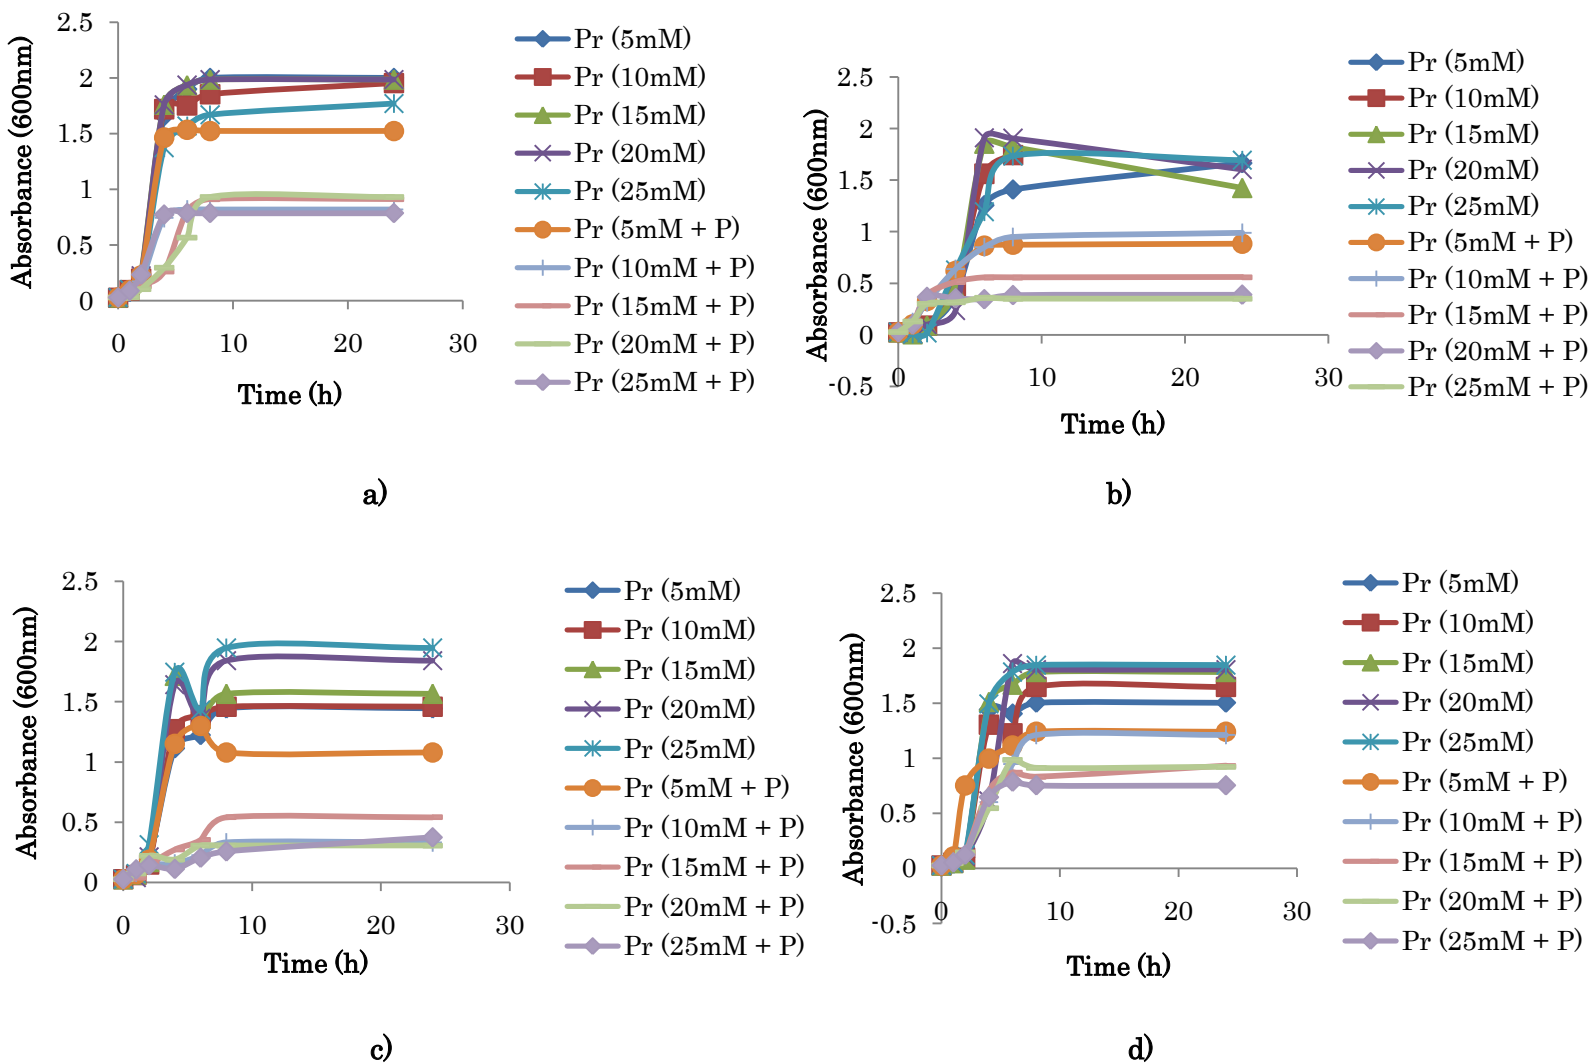 2.5
2
1.5
1
0.5
0
0
10
20
30
Absorbance (600nm)
Time (h)
Pr (5mM)
Pr (10mM)
Pr (15mM)
Pr (20mM)
Pr (25mM)
Pr (5mM + P)
Pr (10mM + P)
Pr (15mM + P)
Pr (20mM + P)
Pr (25mM + P)
a)
2.5
2
1.5
1
0.5
0
-0.5
0
10
20
30
Absorbance (600nm)
Time (h)
Pr (5mM)
Pr (10mM)
Pr (15mM)
Pr (20mM)
Pr (25mM)
Pr (5mM + P)
Pr (10mM + P)
Pr (15mM + P)
Pr (20mM + P)
Pr (25mM + P)
b)
2.5
2
1.5
1
0.5
0
0
10
20
30
Absorbance (600nm)
Time (h)
Pr (5mM)
Pr (10mM)
Pr (15mM)
Pr (20mM)
Pr (25mM)
Pr (5mM + P)
Pr (10mM + P)
Pr (15mM + P)
Pr (20mM + P)
Pr (25mM + P)
c)
2.5
2
1.5
1
0.5
0
-0.5
0
10
20
30
Absorbance (600nm)
Time (h)
Pr (5mM)
Pr (10mM)
Pr (15mM)
Pr (20mM)
Pr (25mM)
Pr (5mM + P)
Pr (10mM + P)
Pr (15mM + P)
Pr (20mM + P)
Pr (25mM + P)
d)